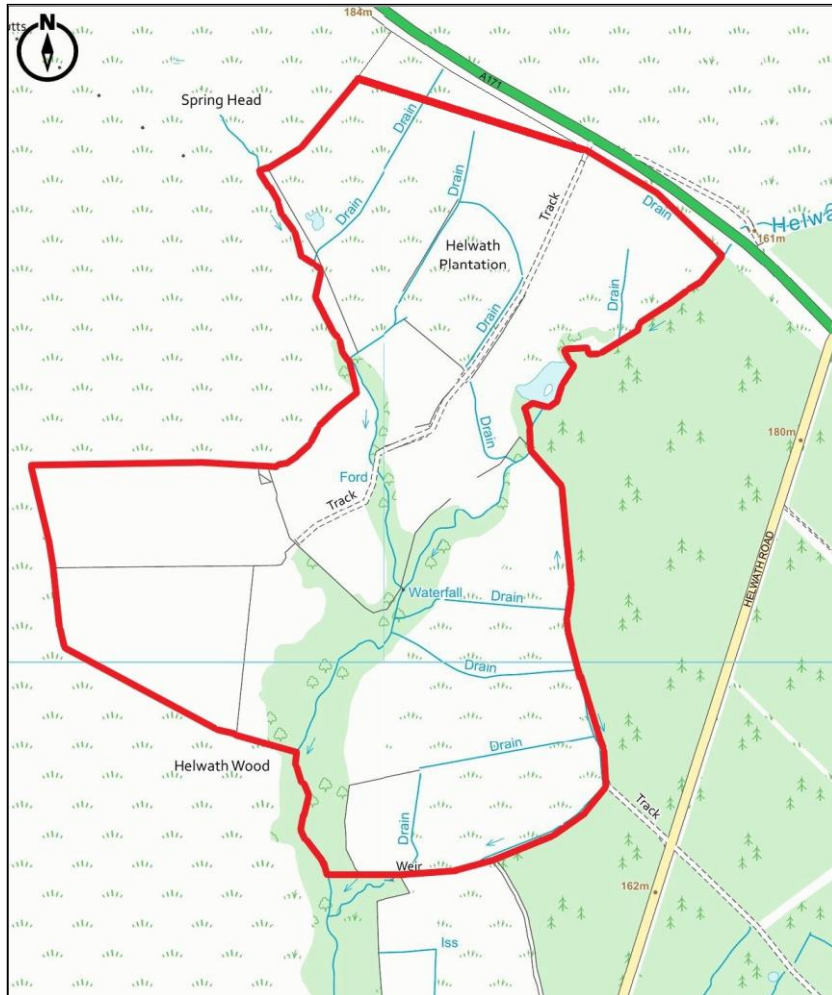 184m
tts
N
A171
Spring Head
Drain
Drain
Drain
Track
Drain
Helwa
161m
Helwath
Plantation
Drain
Drain
Drain
180m
Ford
Track
HELWATH ROAD
Waterfall
Drain
Drain
Drain
Helwath Wood
Track
Drain
Weir
162m
Iss